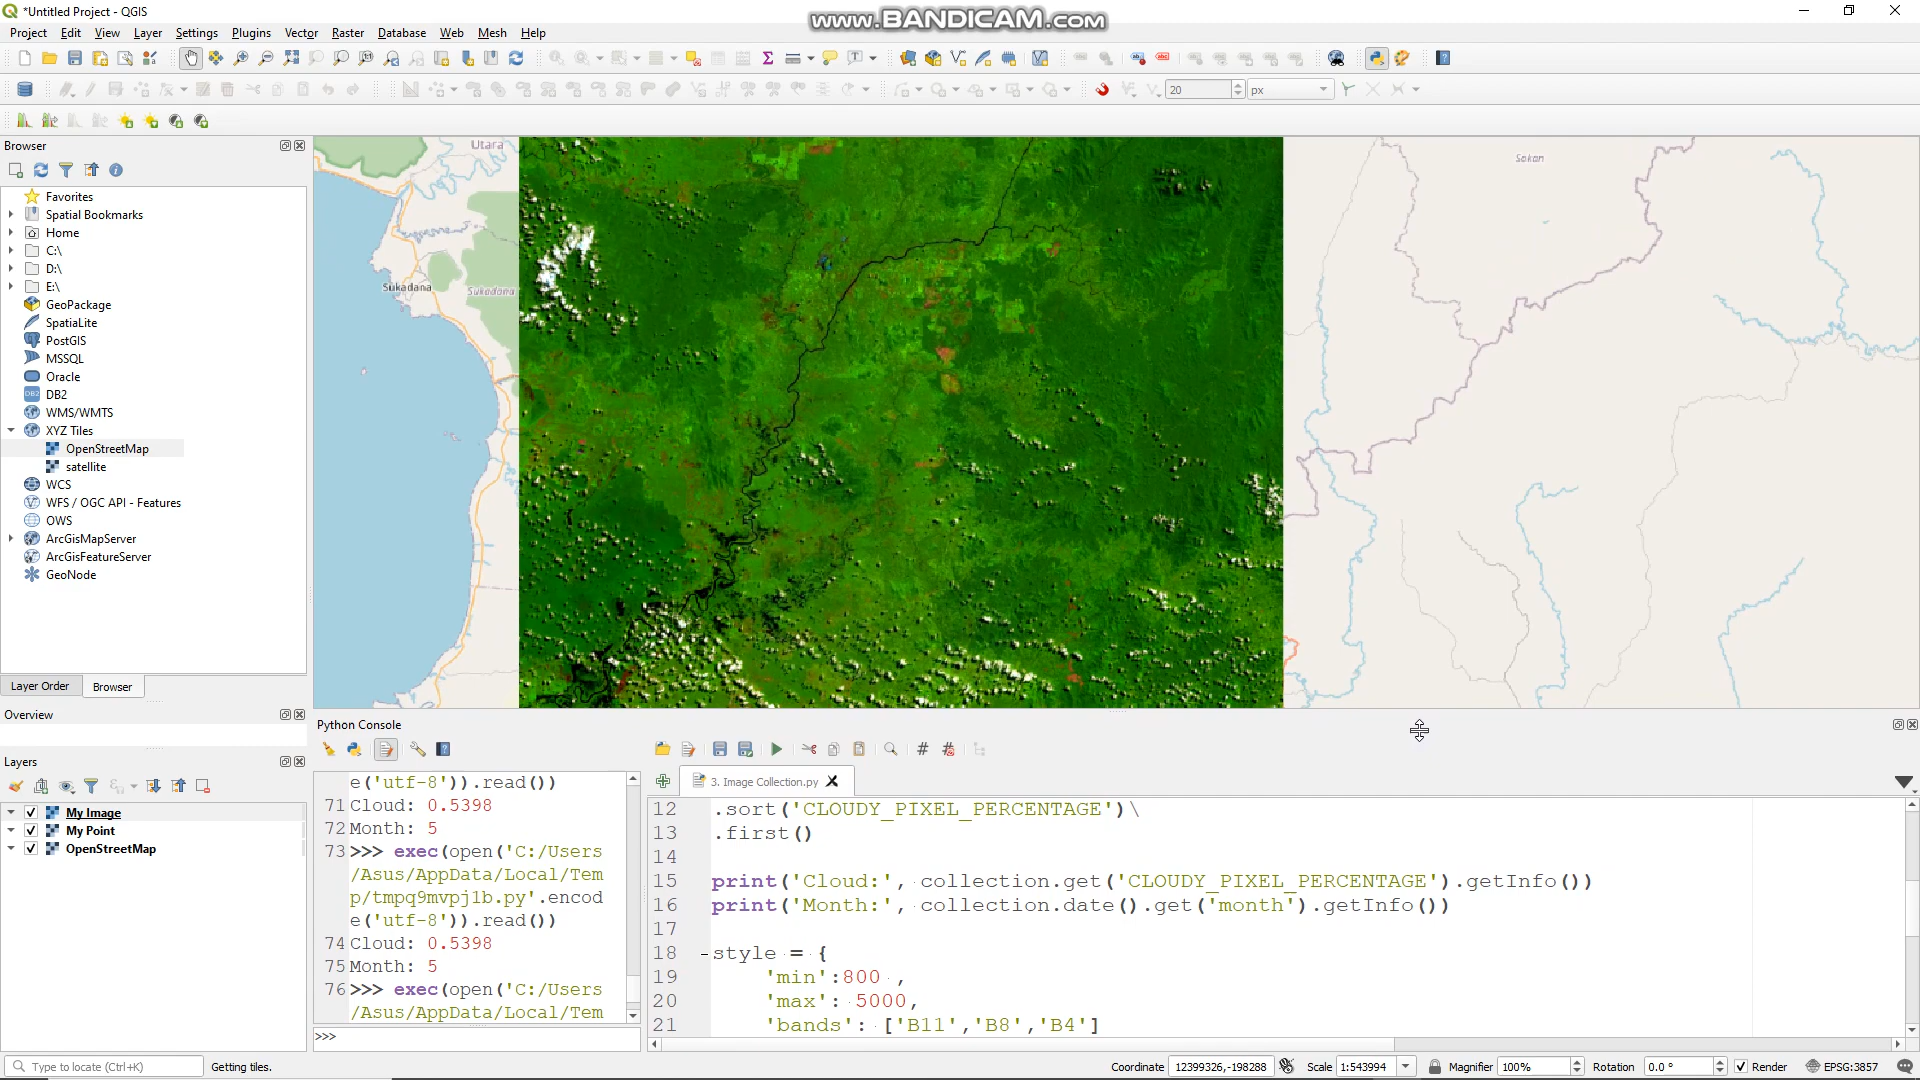 *Untitled Project - QGIS
www.BANDICAM.com
Project Edit View Layer Settings Plugins Vector Raster Database Web Mesh Help
20 px
Browser
Favorites
Spatial Bookmarks
Home
C:\
D:\
E:\
GeoPackage
SpatiaLite
PostGIS
MSSQL
Oracle
DB2
WMS/WMTS
XYZ Tiles
OpenStreetMap
satellite
WCS
WFS / OGC API - Features
OWS
ArcGisMapServer
ArcGisFeatureServer
GeoNode
Layer Order Browser
Overview
Layers
My Image
My Point
OpenStreetMap
Utara
Sukadana
Sukadana
Sokan
Python Console
e('utf-8')).read())
71 Cloud: 0.5398
72 Month: 5
73 >>> exec(open('C:/Users
/Asus/AppData/Local/Tem
p/tmpq9mvpj1b.py'.encod
e('utf-8')).read())
74 Cloud: 0.5398
75 Month: 5
76 >>> exec(open('C:/Users
/Asus/AppData/Local/Tem
>>>
3. Image Collection.py
12 .sort('CLOUDY_PIXEL_PERCENTAGE')\
13 .first()
14
15 print('Cloud:', collection.get('CLOUDY_PIXEL_PERCENTAGE').getInfo())
16 print('Month:', collection.date().get('month').getInfo())
17
18 style = {
19 'min':800 ,
20 'max': 5000,
21 'bands': ['B11','B8','B4']
Type to locate (Ctrl+K) Getting tiles. Coordinate 12399326,-198288 Scale 1:543994 Magnifier 100% Rotation 0.0 ° Render EPSG:3857